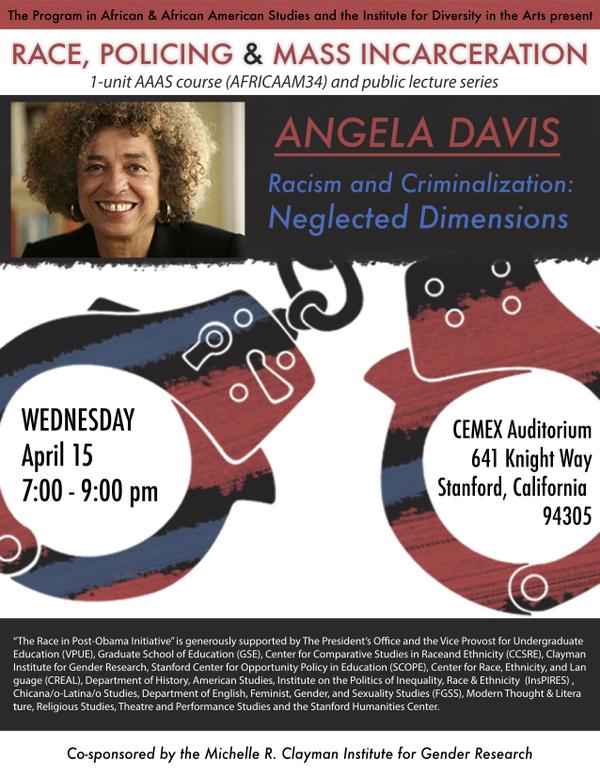 The Program in African & African American Studies and the Institute for Diversity in the Arts present
RACE, POLICING & MASS INCARCERATION
1-unit AAAS course (AFRICAAM34) and public lecture series
ANGELA DAVIS
Racism and Criminalization:
Neglected Dimensions
WEDNESDAY
April 15
7:00 - 9:00 pm
CEMEX Auditorium
641 Knight Way
Stanford, California
94305
"The Race in Post-Obama Initiative" is generously supported by The President's Office and the Vice Provost for Undergraduate
Education (VPUE), Graduate School of Education (GSE), Center for Comparative Studies in Raceand Ethnicity (CCSRE), Clayman
Institute for Gender Research, Stanford Center for Opportunity Policy in Education (SCOPE), Center for Race, Ethnicity, and Lan
guage (CREAL), Department of History, American Studies, Institute on the Politics of Inequality, Race & Ethnicity (InsPIRES) ,
Chicana/o-Latina/o Studies, Department of English, Feminist, Gender, and Sexuality Studies (FGSS), Modern Thought & Litera
ture, Religious Studies, Theatre and Performance Studies and the Stanford Humanities Center.
Co-sponsored by the Michelle R. Clayman Institute for Gender Research